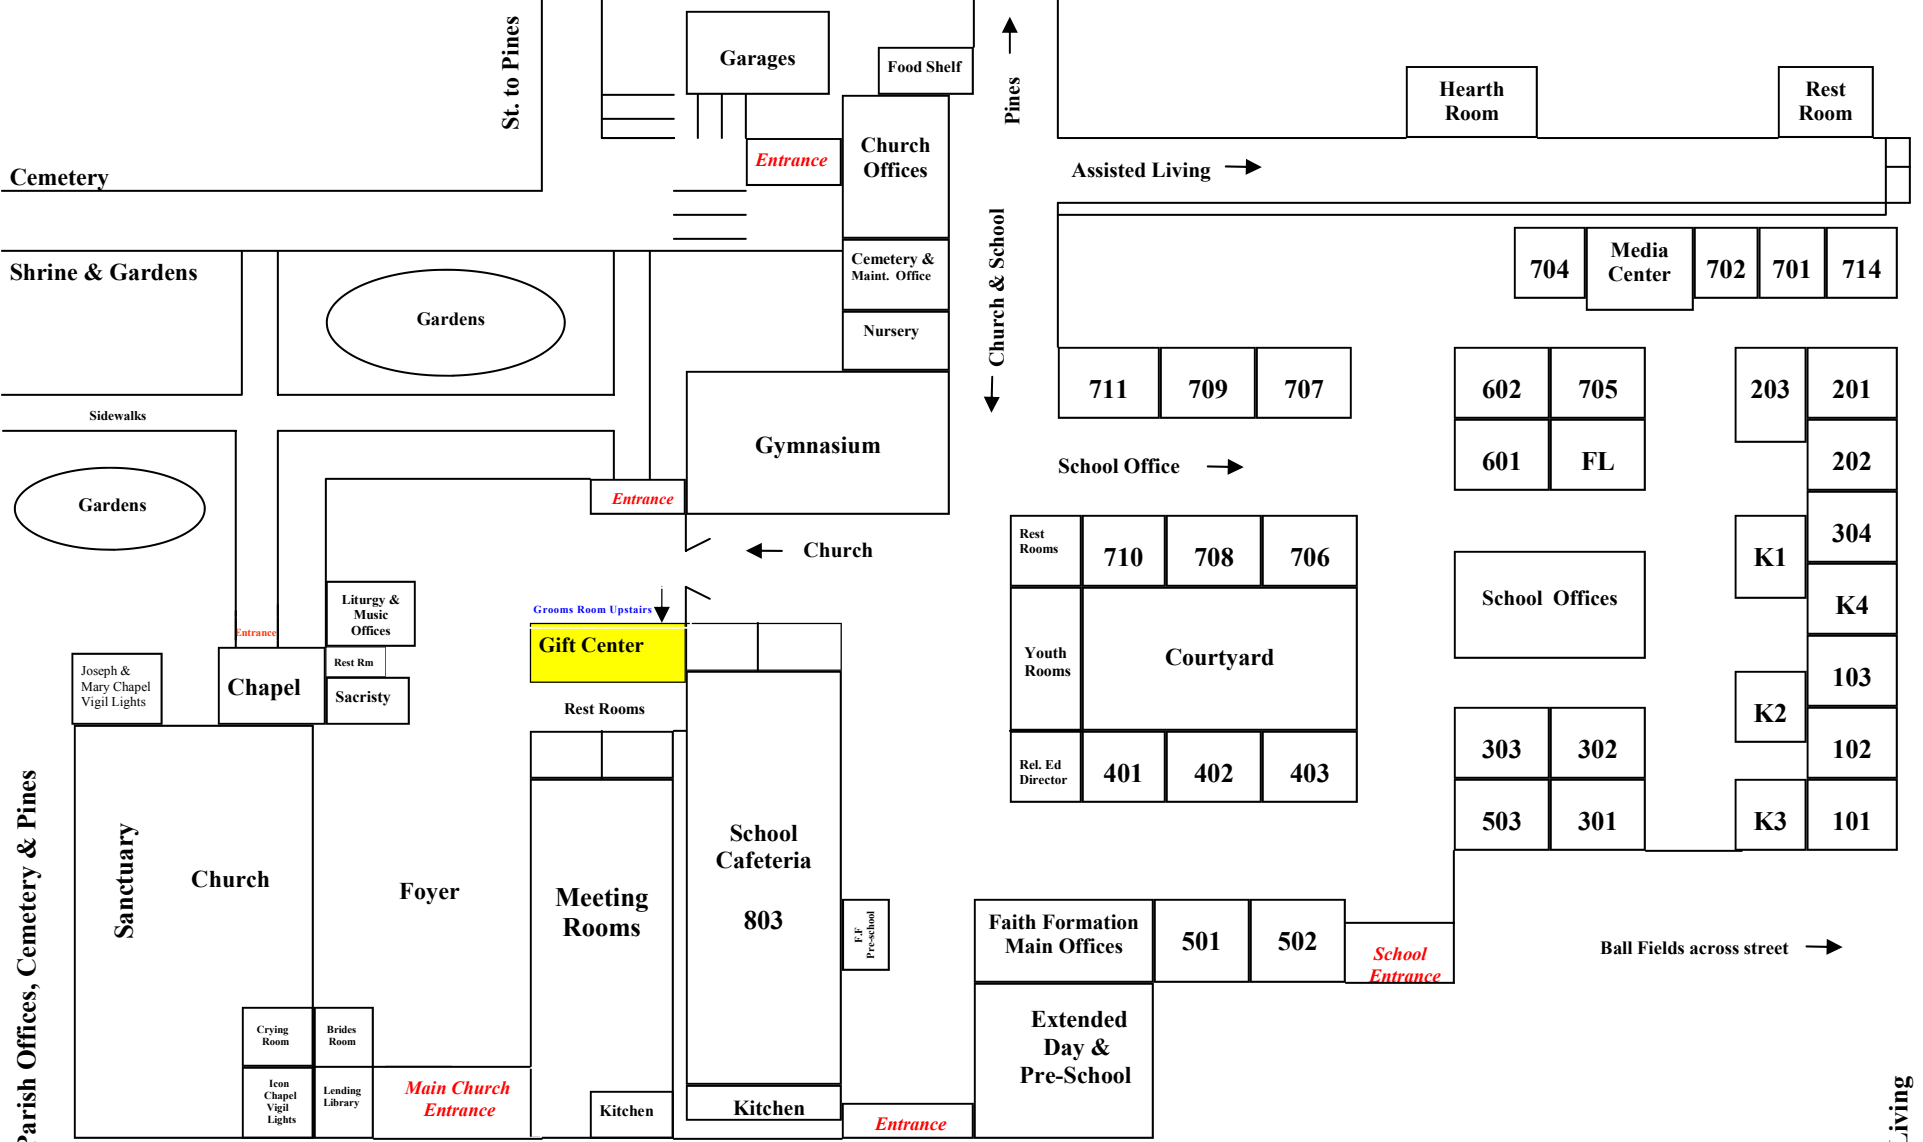 St. to Pines
Garages
Food Shelf
Pines
Hearth
Room
Rest
Room
Entrance
Church
Offices
Assisted Living
Cemetery
Church & School
Shrine & Gardens
Gardens
Cemetery &
Maint. Office
Nursery
704
Media
Center
702
701
714
711
709
707
602
705
203
201
Sidewalks
Gymnasium
School Office
601
FL
202
Gardens
Entrance
Church
Rest
Rooms
710
708
706
K1
304
School Offices
K4
Liturgy &
Music
Offices
Grooms Room Upstairs
Entrance
Gift Center
Joseph &
Mary Chapel
Vigil Lights
Chapel
Rest Rm
Sacristy
Rest Rooms
Youth
Rooms
Courtyard
103
K2
303
302
102
Rel. Ed
Director
401
402
403
503
301
K3
101
Parish Offices, Cemetery & Pines
Sanctuary
Church
Foyer
Meeting
Rooms
School
Cafeteria
803
F.F
Pre-school
Faith Formation
Main Offices
501
502
School
Entrance
Ball Fields across street
Crying
Room
Brides
Room
Extended
Day &
Pre-School
Icon
Chapel
Vigil
Lights
Lending
Library
Main Church
Entrance
Kitchen
Kitchen
Entrance
Living